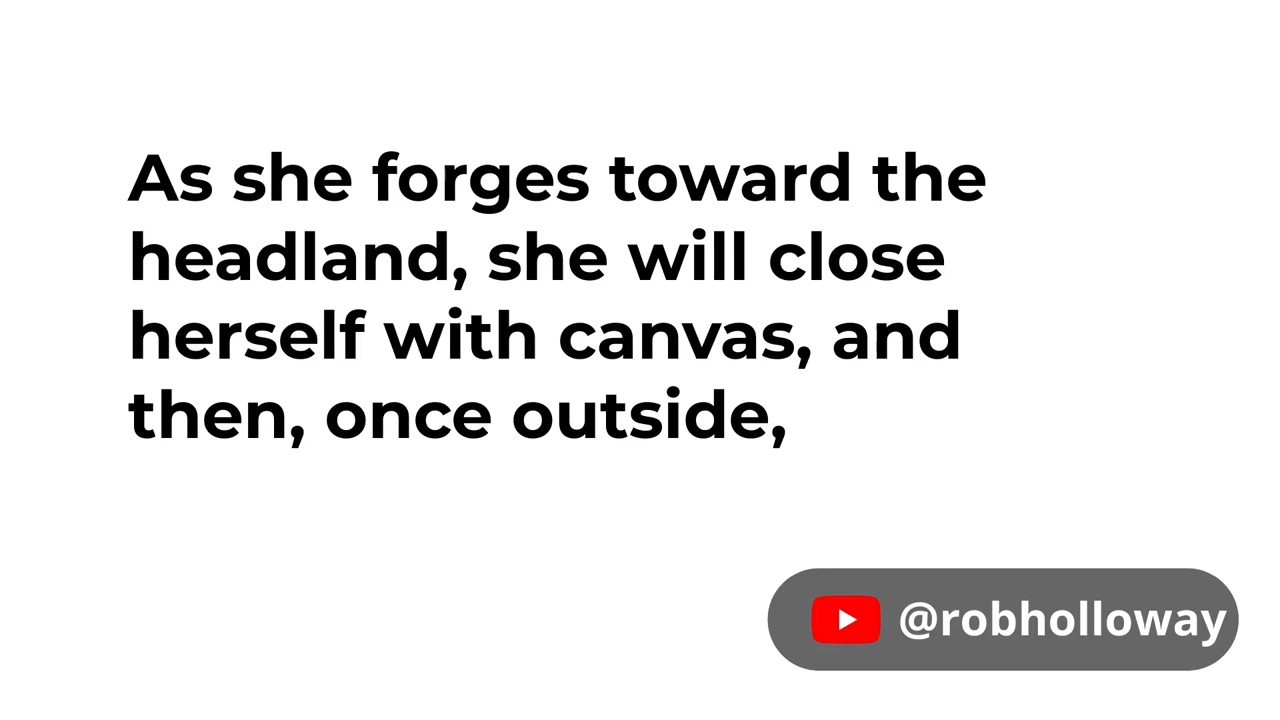 As she forges toward the
headland, she will close
herself with canvas, and
then, once outside,
@robholloway